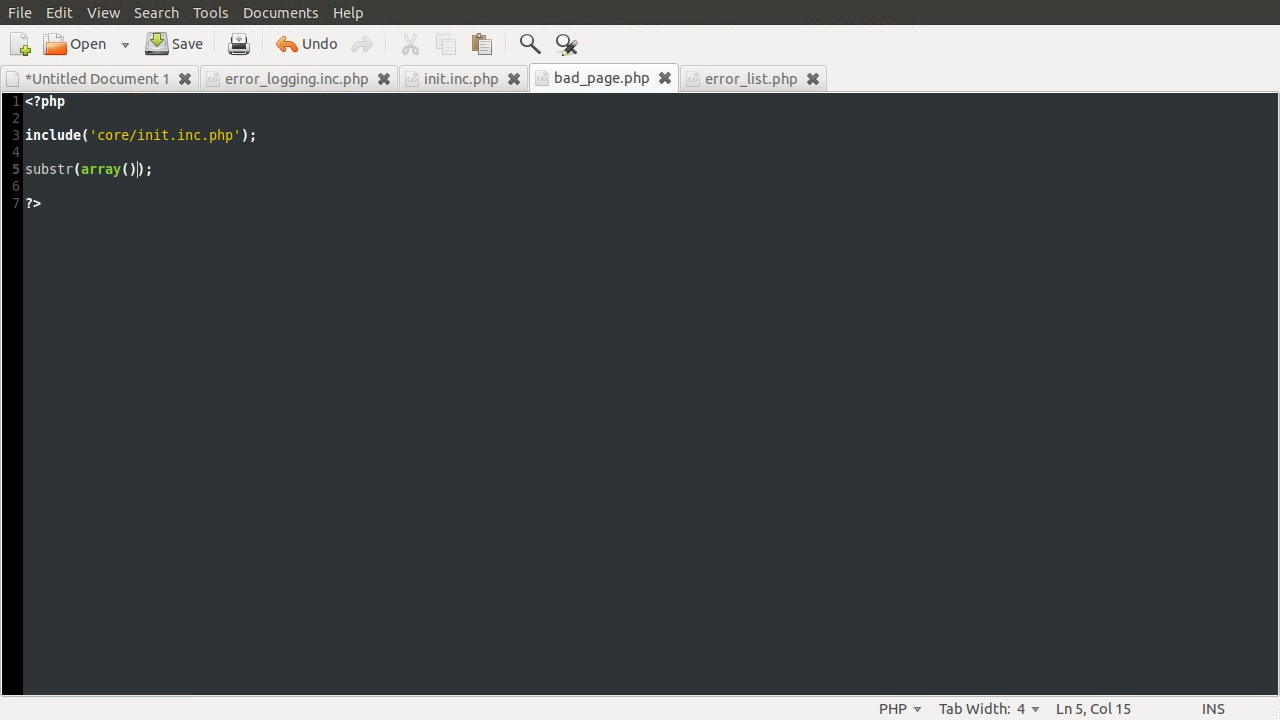 File Edit View Search Tools Documents Help
Open Save Undo
*Untitled Document 1 error_logging.inc.php init.inc.php bad_page.php error_list.php
1 <?php
2
3 include('core/init.inc.php');
4
5 substr(array());
6
7 ?>
PHP Tab Width: 4 Ln 5, Col 15 INS